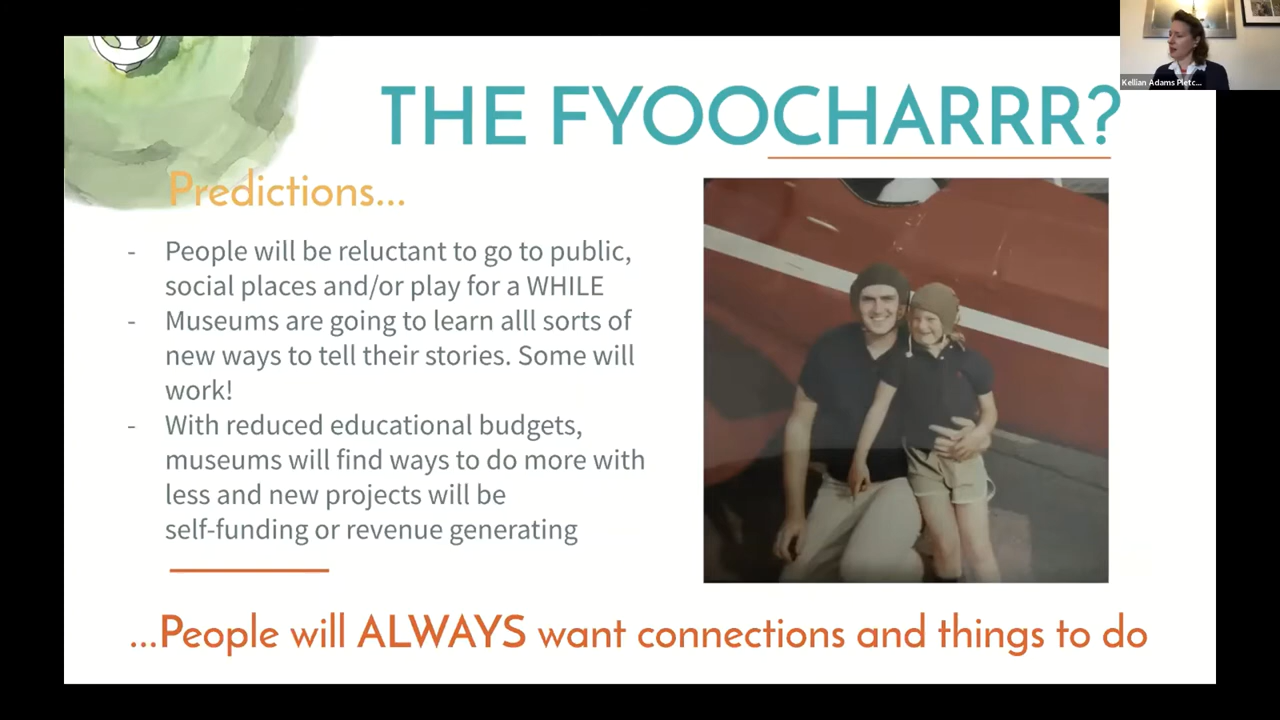 THE FYOOCHARRR?
Kellian Adams Pletc...
Predictions...
- People will be reluctant to go to public,
social places and/or play for a WHILE
- Museums are going to learn alll sorts of
new ways to tell their stories. Some will
work!
- With reduced educational budgets,
museums will find ways to do more with
less and new projects will be
self-funding or revenue generating
...People will ALWAYS want connections and things to do